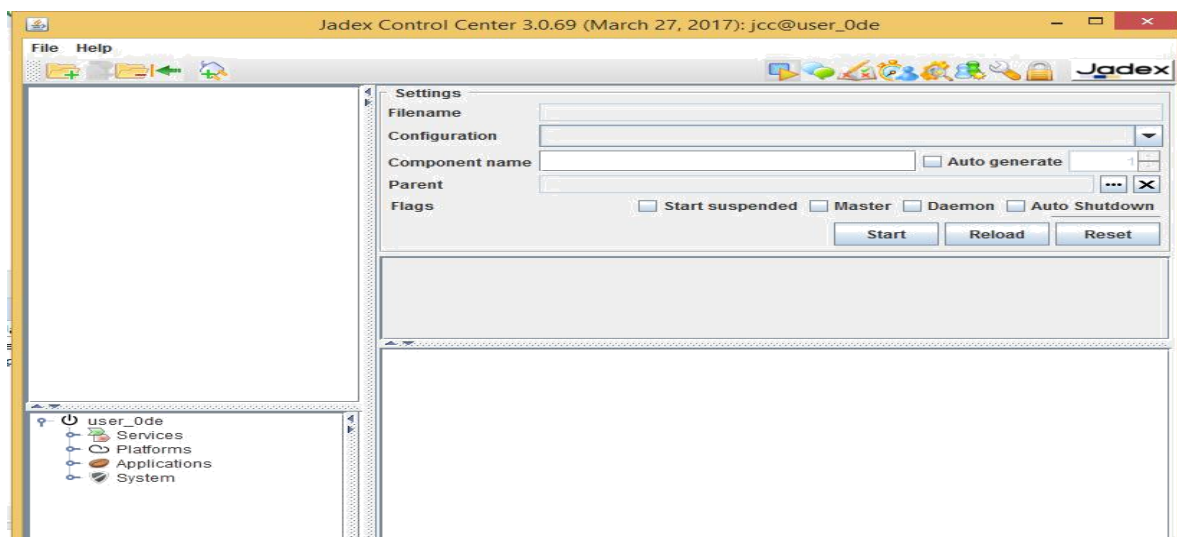 Jadex Control Center 3.0.69 (March 27, 2017): jcc@user_0de
File Help
Jadex
Settings
Filename
Configuration
Component name
Auto generate 1
Parent ...
Flags Start suspended Master Daemon Auto Shutdown
Start Reload Reset
user_0de
Services
Platforms
Applications
System